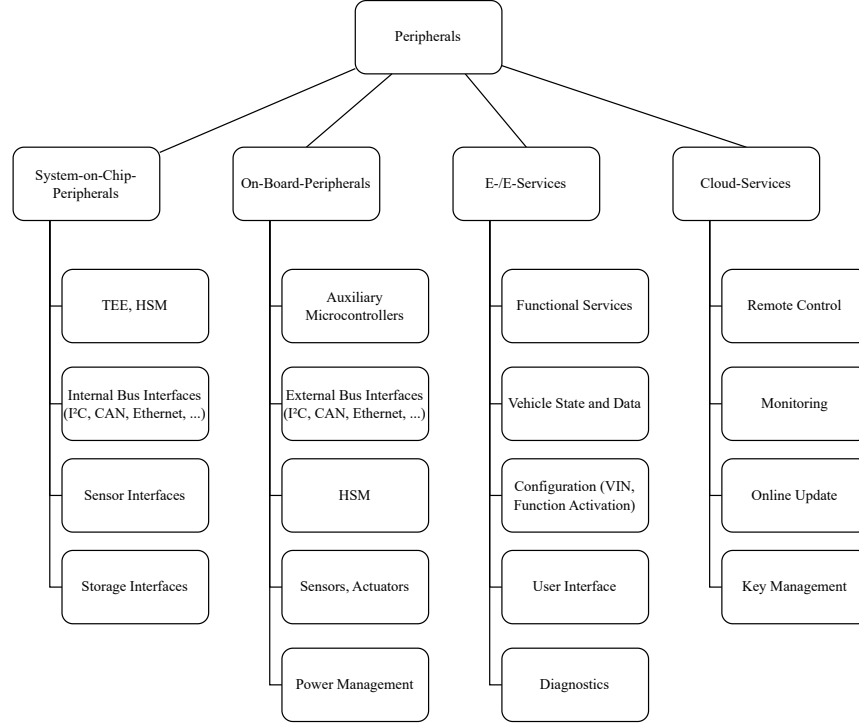 Peripherals
System-on-Chip-
Peripherals
On-Board-Peripherals
E-/E-Services
Cloud-Services
TEE, HSM
Internal Bus Interfaces
(I²C, CAN, Ethernet, ...)
Sensor Interfaces
Storage Interfaces
Auxiliary
Microcontrollers
External Bus Interfaces
(I²C, CAN, Ethernet, ...)
HSM
Sensors, Actuators
Power Management
Functional Services
Vehicle State and Data
Configuration (VIN,
Function Activation)
User Interface
Diagnostics
Remote Control
Monitoring
Online Update
Key Management